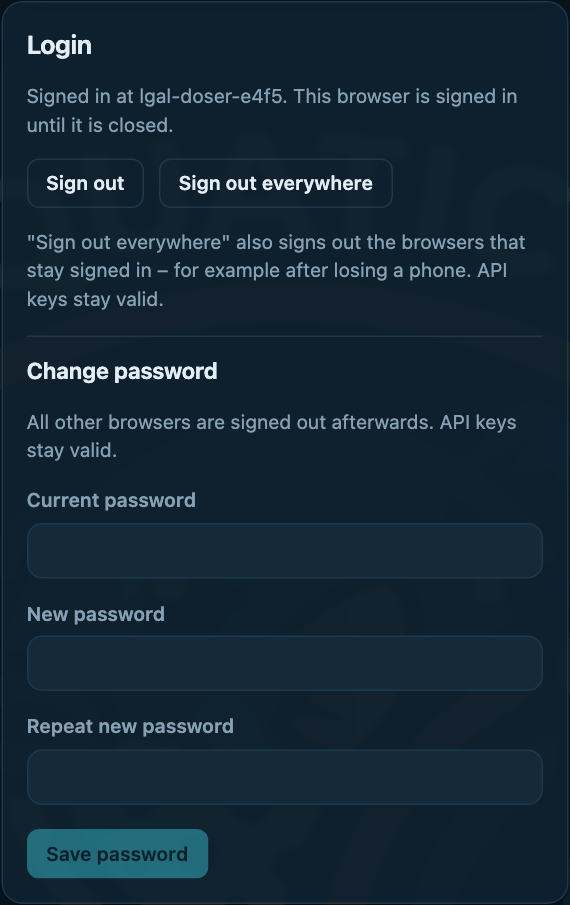 Login
Signed in at lgal-doser-e4f5. This browser is signed in
until it is closed.
Sign out
Sign out everywhere
"Sign out everywhere" also signs out the browsers that
stay signed in – for example after losing a phone. API
keys stay valid.
Change password
All other browsers are signed out afterwards. API keys
stay valid.
Current password
New password
Repeat new password
Save password